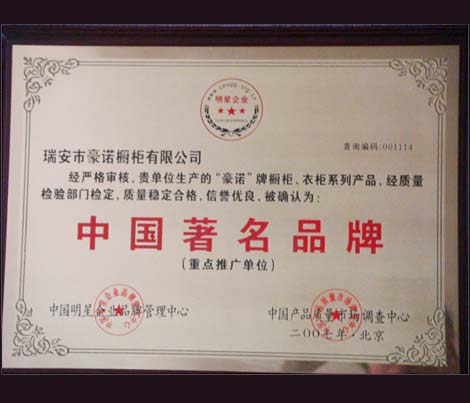 明星企业
瑞安市豪诺橱柜有限公司
查询编码:001114
经严格审核,贵单位生产的“豪诺”牌橱柜、衣柜系列产品,经质量
检验部门检定,质量稳定合格,信誉优良,被确认为:
中国著名品牌
(重点推广单位)
中国明星企业品牌管理中心
中国产品质量市场调查中心
二00七年·北京